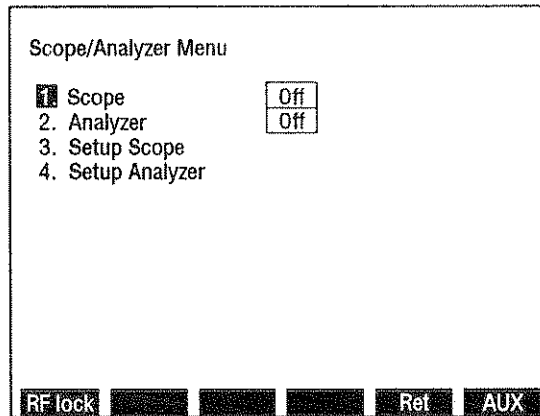 Scope/Analyzer Menu
1. Scope Off
2. Analyzer Off
3. Setup Scope
4. Setup Analyzer
RF lock Ret AUX